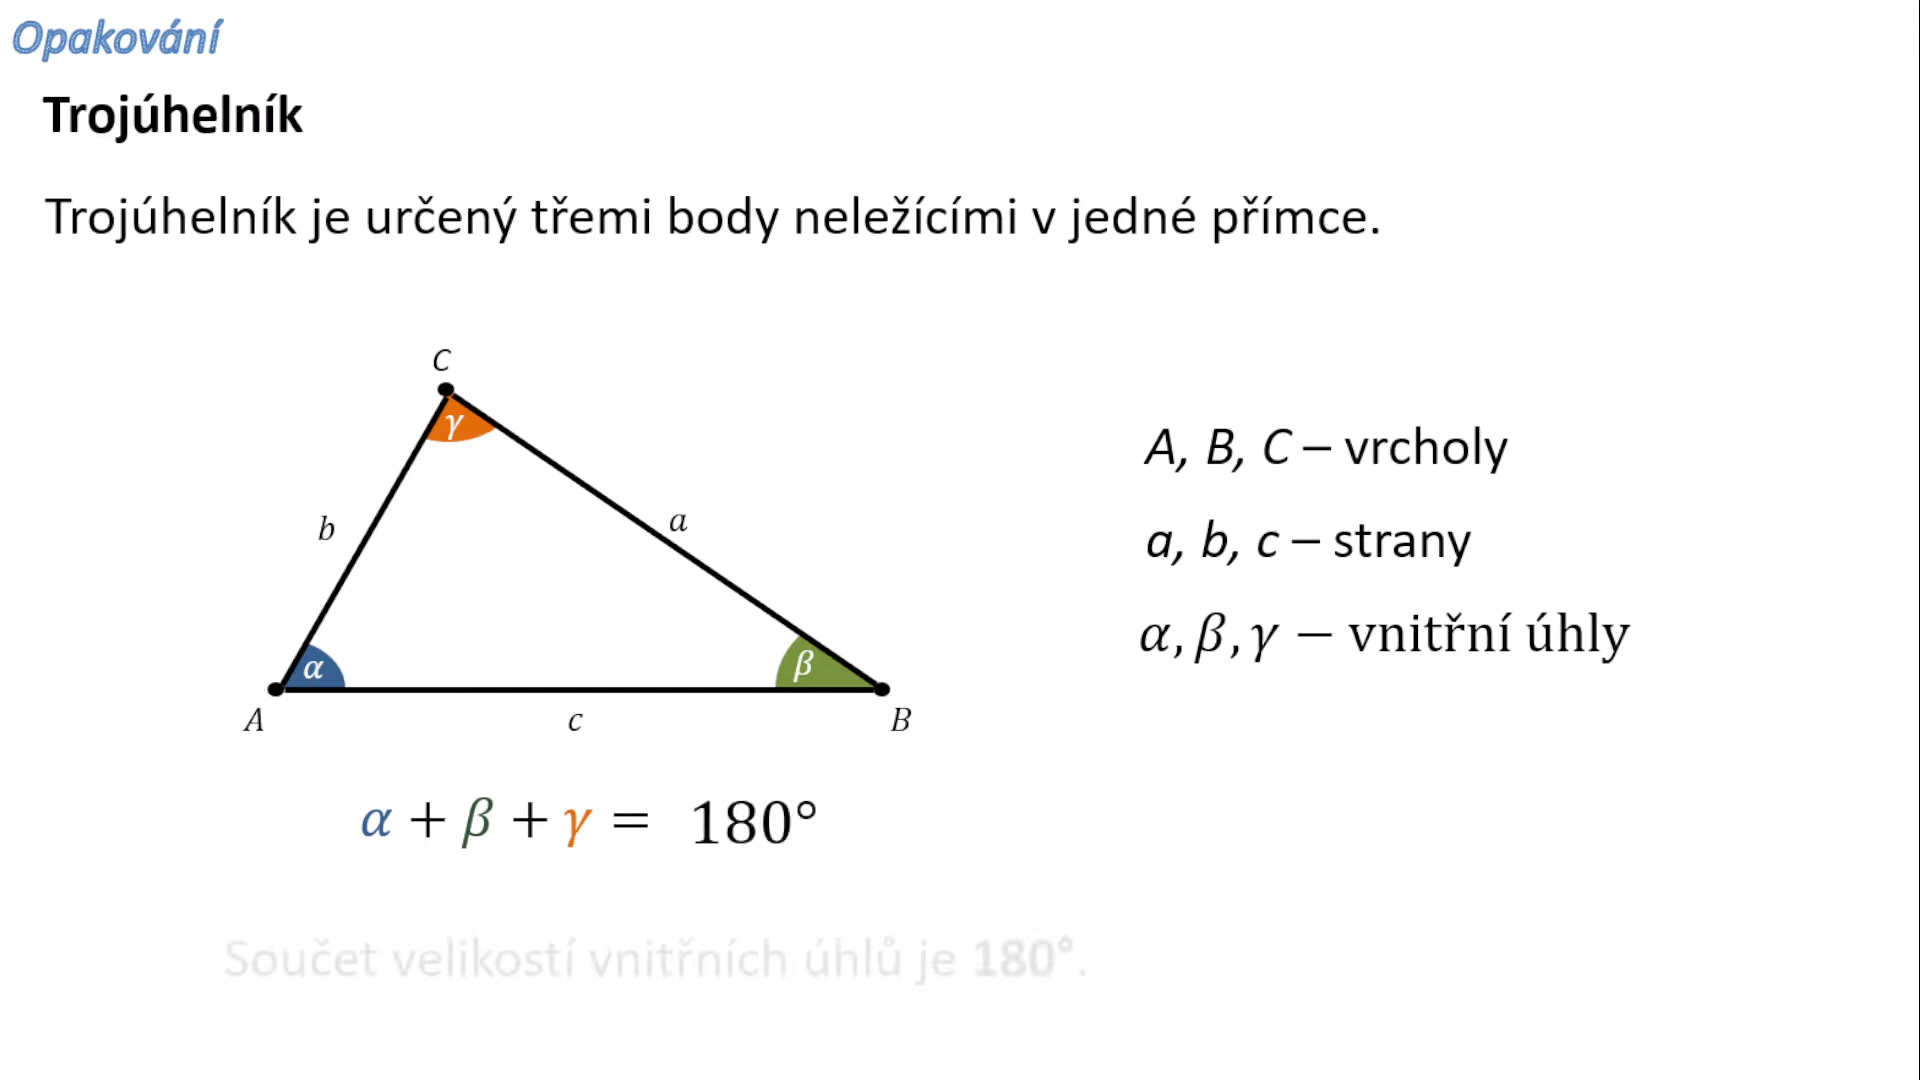 Opakování
Trojúhelník
Trojúhelník je určený třemi body neležícími v jedné přímce.
C
γ
b
a
α
β
A
c
B
A, B, C – vrcholy
a, b, c – strany
α, β, γ – vnitřní úhly
α + β + γ = 180°
Součet velikostí vnitřních úhlů je 180°.